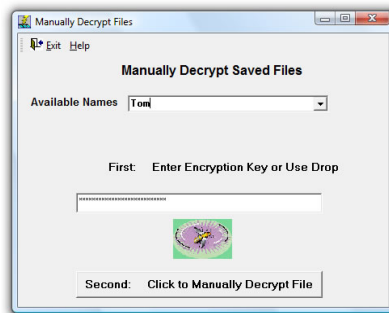 Manually Decrypt Files
Exit Help
Manually Decrypt Saved Files
Available Names Tom
First: Enter Encryption Key or Use Drop
Second: Click to Manually Decrypt File